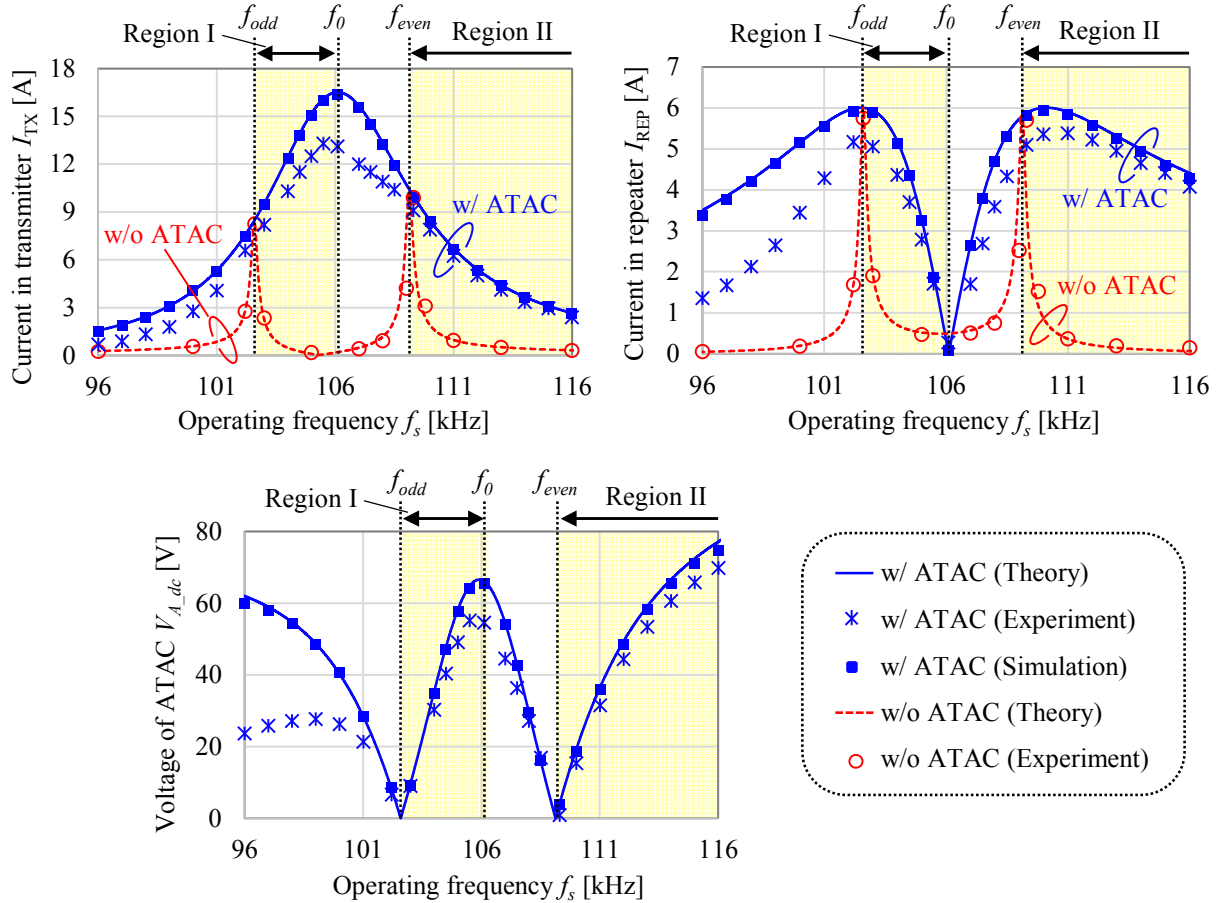 f_odd f_0 f_even
Region I Region II
Current in transmitter I_TX [A]
18
15
12
9
6
3
0
w/o ATAC
w/ ATAC
96 101 106 111 116
Operating frequency f_s [kHz]
f_odd f_0 f_even
Region I Region II
Current in repeater I_REP [A]
7
6
5
4
3
2
1
0
w/ ATAC
w/o ATAC
96 101 106 111 116
Operating frequency f_s [kHz]
f_odd f_0 f_even
Region I Region II
Voltage of ATAC V_A_dc [V]
80
60
40
20
0
96 101 106 111 116
Operating frequency f_s [kHz]
w/ ATAC (Theory)
w/ ATAC (Experiment)
w/ ATAC (Simulation)
w/o ATAC (Theory)
w/o ATAC (Experiment)